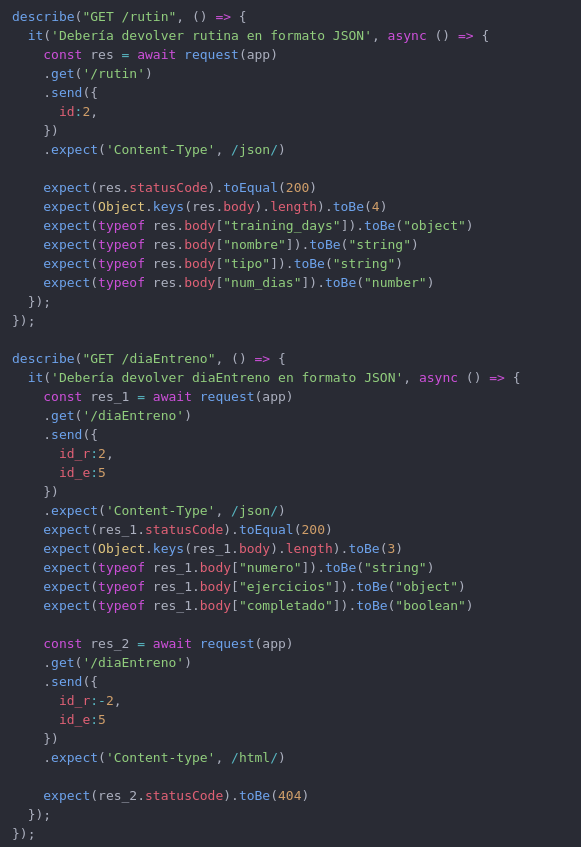 describe("GET /rutin", () => {
  it('Debería devolver rutina en formato JSON', async () => {
    const res = await request(app)
    .get('/rutin')
    .send({
      id:2,
    })
    .expect('Content-Type', /json/)

    expect(res.statusCode).toEqual(200)
    expect(Object.keys(res.body).length).toBe(4)
    expect(typeof res.body["training_days"]).toBe("object")
    expect(typeof res.body["nombre"]).toBe("string")
    expect(typeof res.body["tipo"]).toBe("string")
    expect(typeof res.body["num_dias"]).toBe("number")
  });
});

describe("GET /diaEntreno", () => {
  it('Debería devolver diaEntreno en formato JSON', async () => {
    const res_1 = await request(app)
    .get('/diaEntreno')
    .send({
      id_r:2,
      id_e:5
    })
    .expect('Content-Type', /json/)
    expect(res_1.statusCode).toEqual(200)
    expect(Object.keys(res_1.body).length).toBe(3)
    expect(typeof res_1.body["numero"]).toBe("string")
    expect(typeof res_1.body["ejercicios"]).toBe("object")
    expect(typeof res_1.body["completado"]).toBe("boolean")

    const res_2 = await request(app)
    .get('/diaEntreno')
    .send({
      id_r:-2,
      id_e:5
    })
    .expect('Content-type', /html/)

    expect(res_2.statusCode).toBe(404)
  });
});